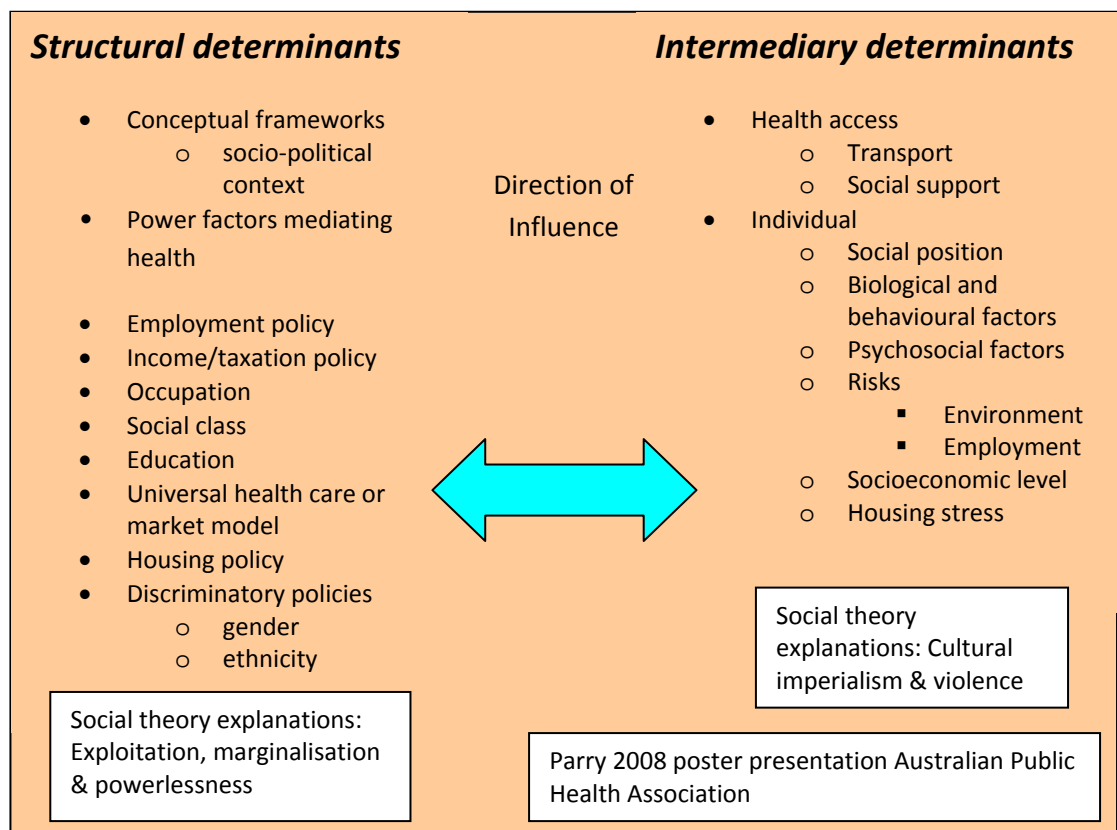 Structural determinants
• Conceptual frameworks
o socio-political
context
• Power factors mediating
health
• Employment policy
• Income/taxation policy
• Occupation
• Social class
• Education
• Universal health care or
market model
• Housing policy
• Discriminatory policies
o gender
o ethnicity
Social theory explanations:
Exploitation, marginalisation
& powerlessness
Direction of
Influence
Intermediary determinants
• Health access
o Transport
o Social support
• Individual
o Social position
o Biological and
behavioural factors
o Psychosocial factors
o Risks
▪ Environment
▪ Employment
o Socioeconomic level
o Housing stress
Social theory
explanations: Cultural
imperialism & violence
Parry 2008 poster presentation Australian Public
Health Association